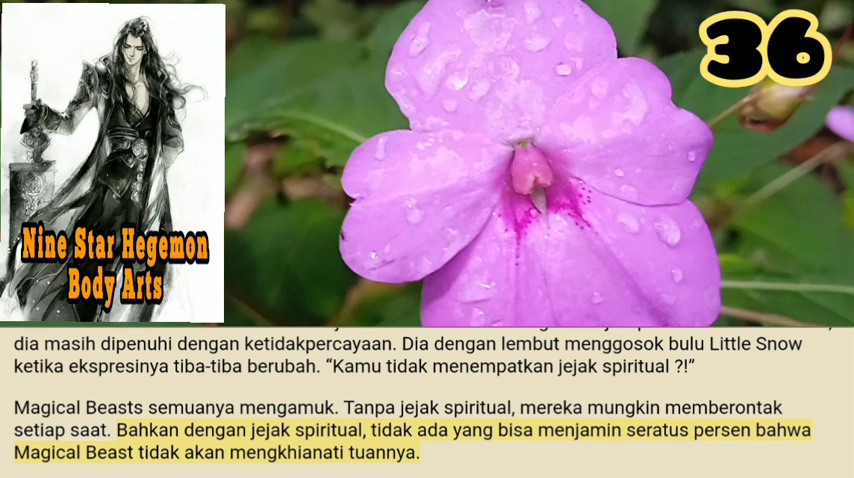 36
Nine Star Hegemon
Body Arts
dia masih dipenuhi dengan ketidakpercayaan. Dia dengan lembut menggosok bulu Little Snow
ketika ekspresinya tiba-tiba berubah. “Kamu tidak menempatkan jejak spiritual ?!”
Magical Beasts semuanya mengamuk. Tanpa jejak spiritual, mereka mungkin memberontak
setiap saat. Bahkan dengan jejak spiritual, tidak ada yang bisa menjamin seratus persen bahwa
Magical Beast tidak akan mengkhianati tuannya.